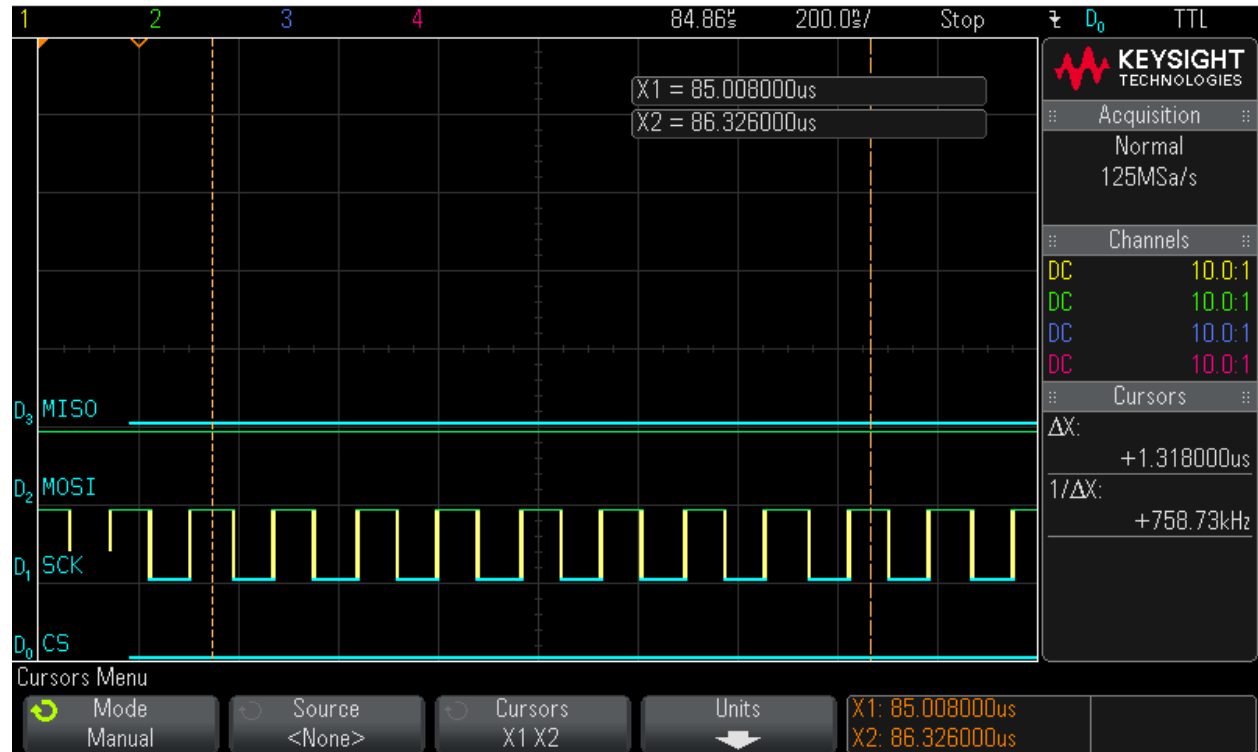 1 2 3 4 84.86µs 200.0ns/ Stop D0 TTL
KEYSIGHT
TECHNOLOGIES
X1 = 85.008000us
X2 = 86.326000us
Acquisition
Normal
125MSa/s
Channels
DC 10.0:1
DC 10.0:1
DC 10.0:1
DC 10.0:1
Cursors
ΔX:
+1.318000us
1/ΔX:
+758.73kHz
D3 MISO
D2 MOSI
D1 SCK
D0 CS
Cursors Menu
Mode
Manual
Source
<None>
Cursors
X1 X2
Units
X1: 85.008000us
X2: 86.326000us